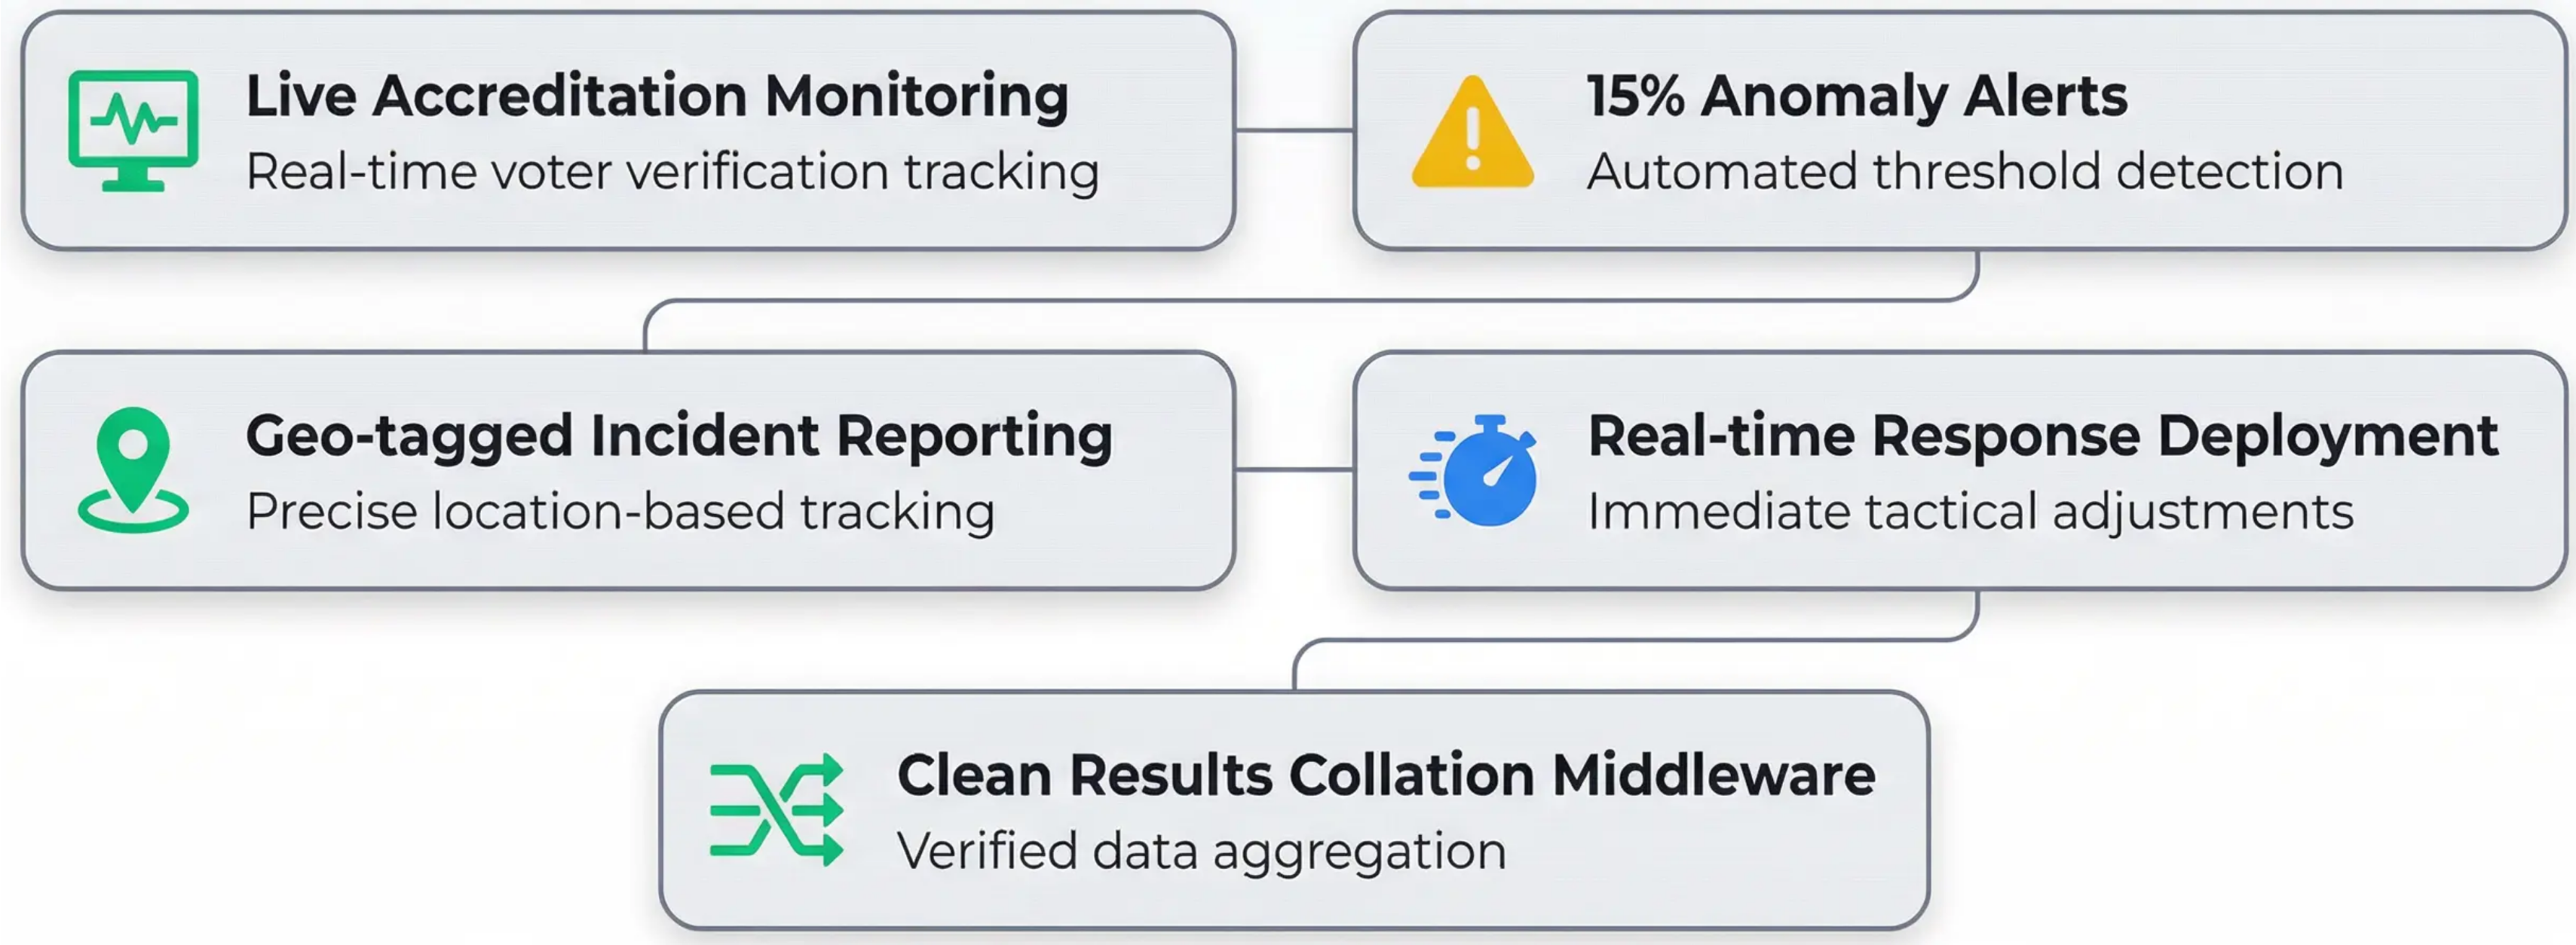 Live Accreditation Monitoring
Real-time voter verification tracking
15% Anomaly Alerts
Automated threshold detection
Geo-tagged Incident Reporting
Precise location-based tracking
Real-time Response Deployment
Immediate tactical adjustments
Clean Results Collation Middleware
Verified data aggregation